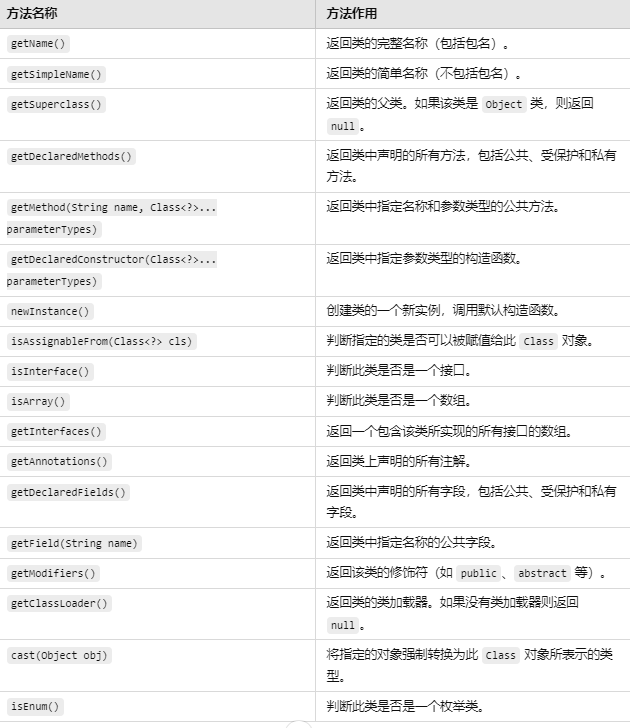 方法名称 方法作用
getName() 返回类的完整名称（包括包名）。
getSimpleName() 返回类的简单名称（不包括包名）。
getSuperclass() 返回类的父类。如果该类是 Object 类，则返回
null 。
getDeclaredMethods() 返回类中声明的所有方法，包括公共、受保护和私有
方法。
getMethod(String name, Class<?>... 返回类中指定名称和参数类型的公共方法。
parameterTypes)
getDeclaredConstructor(Class<?>... 返回类中指定参数类型的构造函数。
parameterTypes)
newInstance() 创建类的一个新实例，调用默认构造函数。
isAssignableFrom(Class<?> cls) 判断指定的类是否可以被赋值给此 Class 对象。
isInterface() 判断此类是否是一个接口。
isArray() 判断此类是否是一个数组。
getInterfaces() 返回一个包含该类所实现的所有接口的数组。
getAnnotations() 返回类上声明的所有注解。
getDeclaredFields() 返回类中声明的所有字段，包括公共、受保护和私有
字段。
getField(String name) 返回类中指定名称的公共字段。
getModifiers() 返回该类的修饰符（如 public 、 abstract 等）。
getClassLoader() 返回类的类加载器。如果没有类加载器则返回
null 。
cast(Object obj) 将指定的对象强制转换为此 Class 对象所表示的类
型。
isEnum() 判断此类是否是一个枚举类。